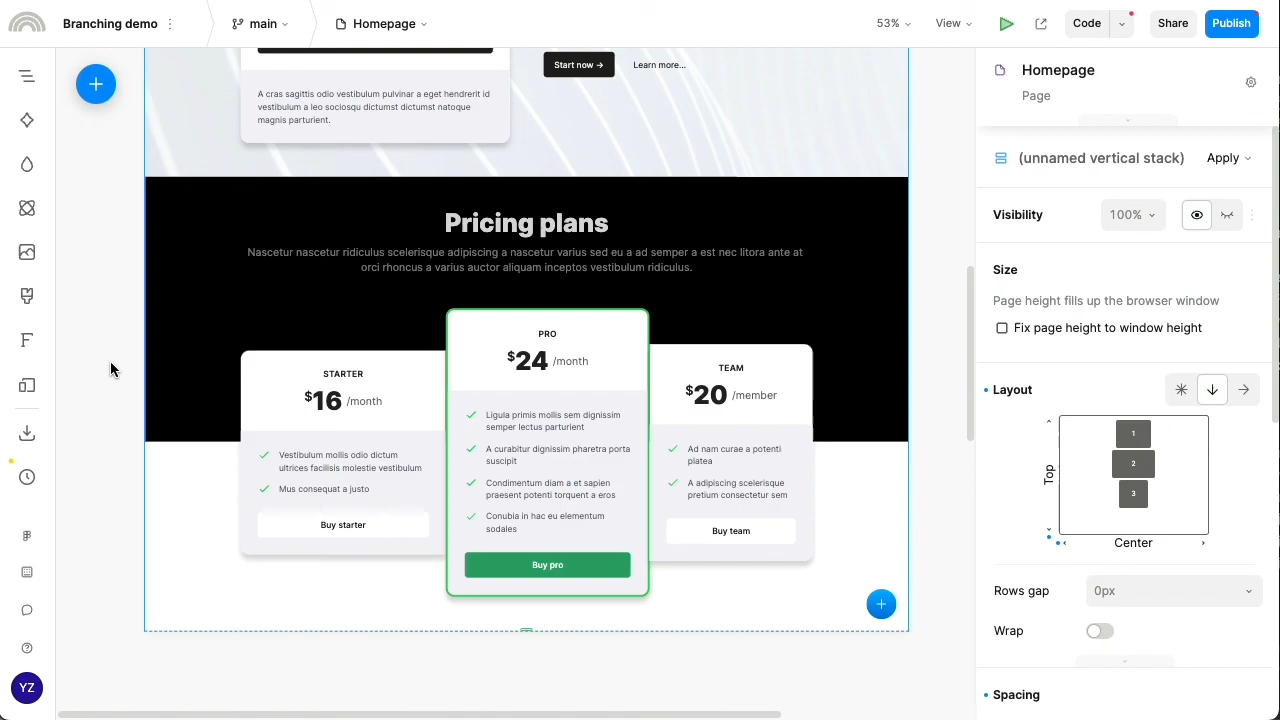 Branching demo
main
Homepage
53%
View
Code
Share
Publish
Start now →
Learn more...
A cras sagittis odio vestibulum pulvinar a eget hendrerit id
vestibulum a leo sociosqu dictumst dictumst natoque
magnis parturient.
Pricing plans
Nascetur nascetur ridiculus scelerisque adipiscing a nascetur varius sed eu a ad semper a est nec litora ante at
orci rhoncus a varius auctor aliquam inceptos vestibulum ridiculus.
STARTER
$16 /month
Vestibulum mollis odio dictum
ultrices facilisis molestie vestibulum
Mus consequat a justo
Buy starter
PRO
$24 /month
Ligula primis mollis sem dignissim
semper lectus parturient
A curabitur dignissim pharetra porta
suscipit
Condimentum diam a et sapien
praesent potenti torquent a eros
Conubia in hac eu elementum
sodales
Buy pro
TEAM
$20 /member
Ad nam curae a potenti
platea
A adipiscing scelerisque
pretium consectetur sem
Buy team
YZ
Homepage
Page
(unnamed vertical stack)
Apply
Visibility
100%
Size
Page height fills up the browser window
Fix page height to window height
Layout
1
2
3
Top
Center
Rows gap
0px
Wrap
Spacing